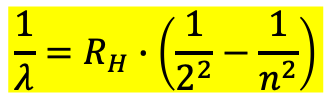 1/λ = R_H · (1/2² − 1/n²)